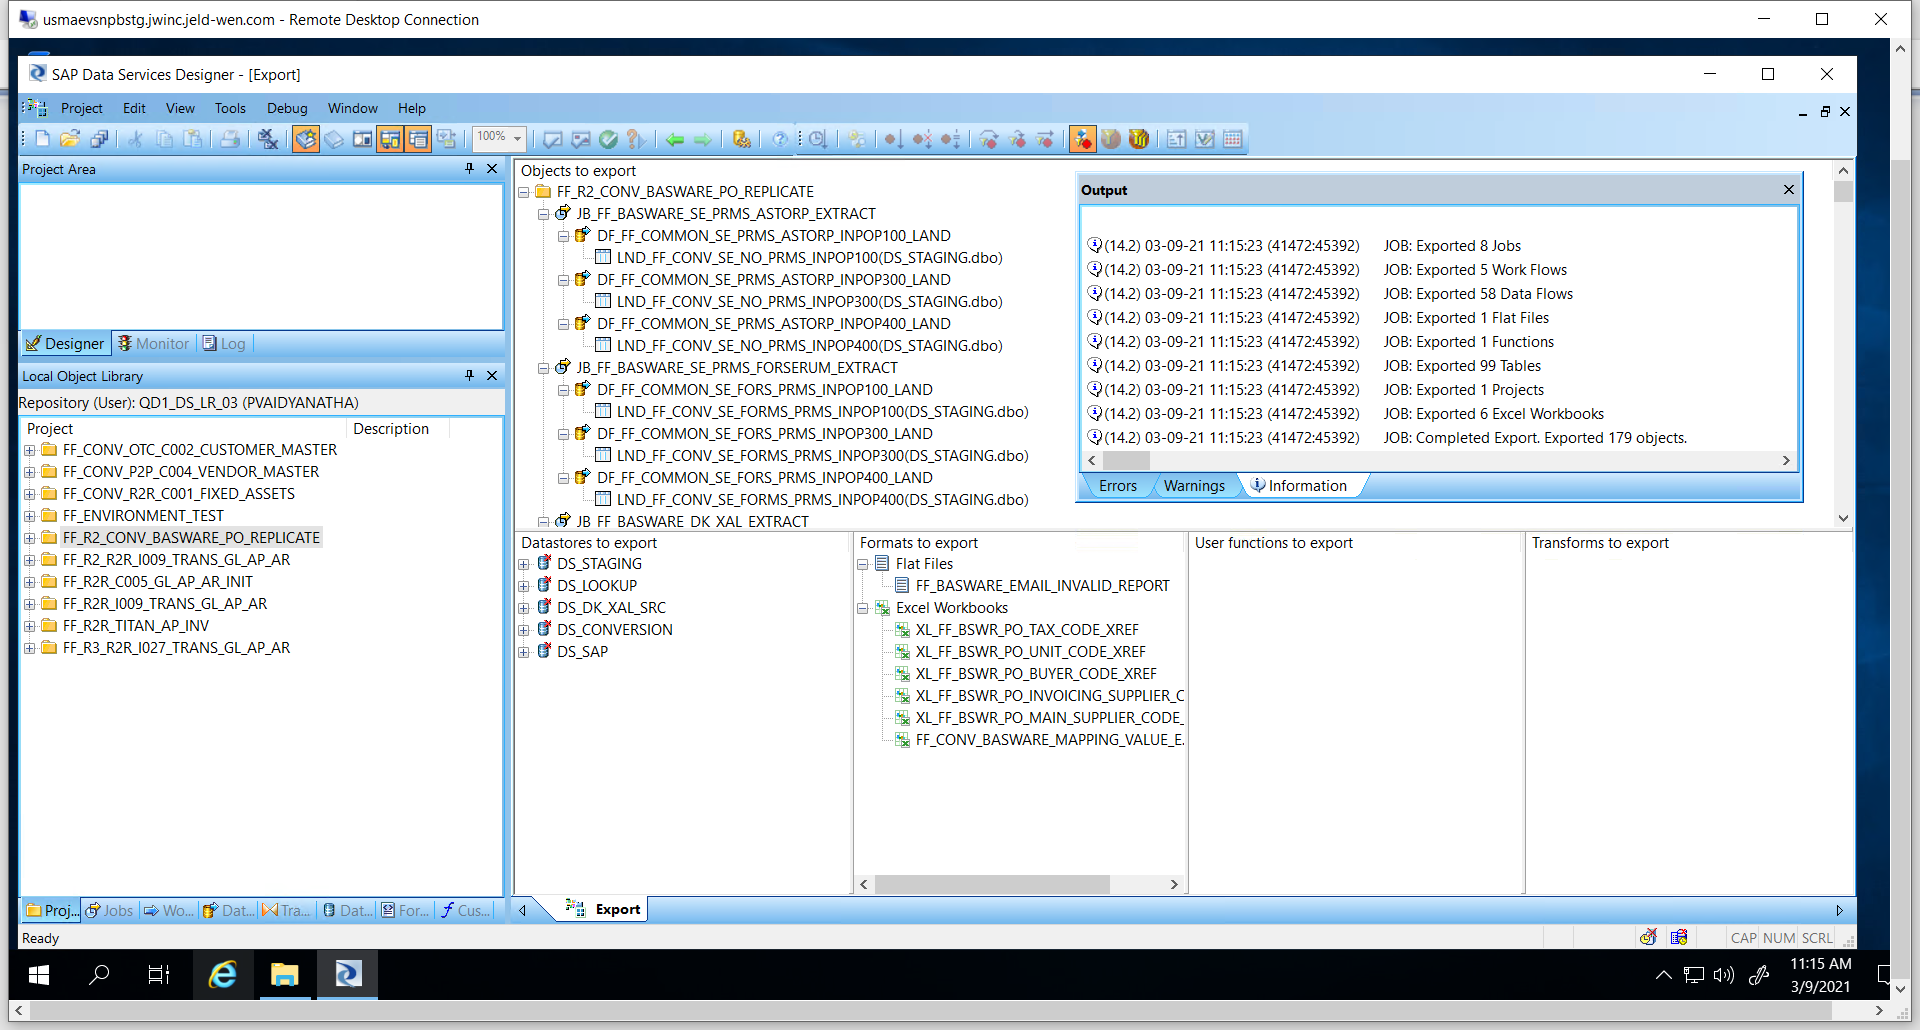 usmaevsnpbstg.jwinc.jeld-wen.com - Remote Desktop Connection
SAP Data Services Designer - [Export]
Project Edit View Tools Debug Window Help
100%
Project Area
Designer Monitor Log
Local Object Library
Repository (User): QD1_DS_LR_03 (PVAIDYANATHA)
Project Description
FF_CONV_OTC_C002_CUSTOMER_MASTER
FF_CONV_P2P_C004_VENDOR_MASTER
FF_CONV_R2R_C001_FIXED_ASSETS
FF_ENVIRONMENT_TEST
FF_R2_CONV_BASWARE_PO_REPLICATE
FF_R2_R2R_I009_TRANS_GL_AP_AR
FF_R2R_C005_GL_AP_AR_INIT
FF_R2R_I009_TRANS_GL_AP_AR
FF_R2R_TITAN_AP_INV
FF_R3_R2R_I027_TRANS_GL_AP_AR
Proj... Jobs Wo... Dat... Tra... Dat... For... Cus...
Objects to export
FF_R2_CONV_BASWARE_PO_REPLICATE
JB_FF_BASWARE_SE_PRMS_ASTORP_EXTRACT
DF_FF_COMMON_SE_PRMS_ASTORP_INPOP100_LAND
LND_FF_CONV_SE_NO_PRMS_INPOP100(DS_STAGING.dbo)
DF_FF_COMMON_SE_PRMS_ASTORP_INPOP300_LAND
LND_FF_CONV_SE_NO_PRMS_INPOP300(DS_STAGING.dbo)
DF_FF_COMMON_SE_PRMS_ASTORP_INPOP400_LAND
LND_FF_CONV_SE_NO_PRMS_INPOP400(DS_STAGING.dbo)
JB_FF_BASWARE_SE_PRMS_FORSERUM_EXTRACT
DF_FF_COMMON_SE_FORS_PRMS_INPOP100_LAND
LND_FF_CONV_SE_FORMS_PRMS_INPOP100(DS_STAGING.dbo)
DF_FF_COMMON_SE_FORS_PRMS_INPOP300_LAND
LND_FF_CONV_SE_FORMS_PRMS_INPOP300(DS_STAGING.dbo)
DF_FF_COMMON_SE_FORS_PRMS_INPOP400_LAND
LND_FF_CONV_SE_FORMS_PRMS_INPOP400(DS_STAGING.dbo)
JB_FF_BASWARE_DK_XAL_EXTRACT
Output
(14.2) 03-09-21 11:15:23 (41472:45392) JOB: Exported 8 Jobs
(14.2) 03-09-21 11:15:23 (41472:45392) JOB: Exported 5 Work Flows
(14.2) 03-09-21 11:15:23 (41472:45392) JOB: Exported 58 Data Flows
(14.2) 03-09-21 11:15:23 (41472:45392) JOB: Exported 1 Flat Files
(14.2) 03-09-21 11:15:23 (41472:45392) JOB: Exported 1 Functions
(14.2) 03-09-21 11:15:23 (41472:45392) JOB: Exported 99 Tables
(14.2) 03-09-21 11:15:23 (41472:45392) JOB: Exported 1 Projects
(14.2) 03-09-21 11:15:23 (41472:45392) JOB: Exported 6 Excel Workbooks
(14.2) 03-09-21 11:15:23 (41472:45392) JOB: Completed Export. Exported 179 objects.
Errors Warnings Information
Datastores to export
DS_STAGING
DS_LOOKUP
DS_DK_XAL_SRC
DS_CONVERSION
DS_SAP
Formats to export
Flat Files
FF_BASWARE_EMAIL_INVALID_REPORT
Excel Workbooks
XL_FF_BSWR_PO_TAX_CODE_XREF
XL_FF_BSWR_PO_UNIT_CODE_XREF
XL_FF_BSWR_PO_BUYER_CODE_XREF
XL_FF_BSWR_PO_INVOICING_SUPPLIER_C
XL_FF_BSWR_PO_MAIN_SUPPLIER_CODE_
FF_CONV_BASWARE_MAPPING_VALUE_E.
User functions to export
Transforms to export
Export
Ready
CAP NUM SCRL
11:15 AM
3/9/2021